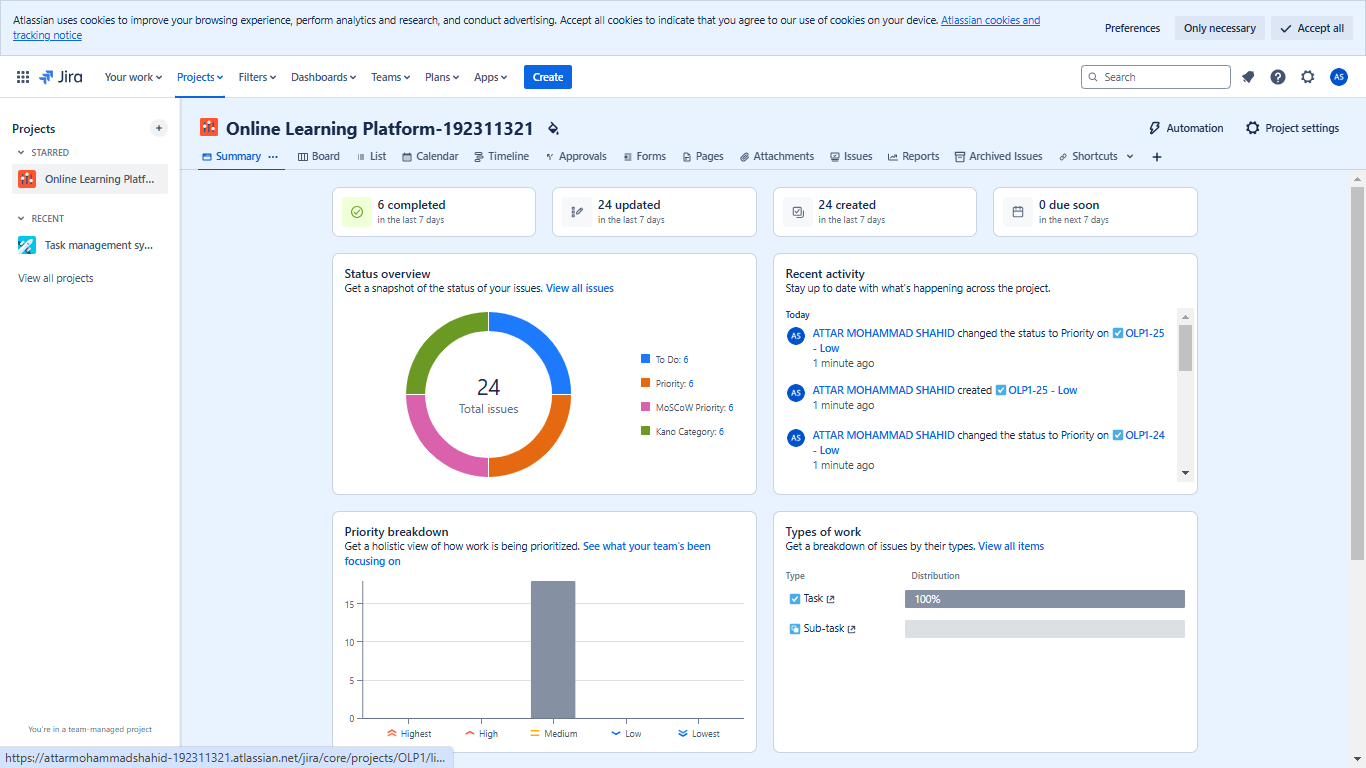 Atlassian uses cookies to improve your browsing experience, perform analytics and research, and conduct advertising. Accept all cookies to indicate that you agree to our use of cookies on your device. Atlassian cookies and
tracking notice
Preferences
Only necessary
Accept all
Jira
Your work
Projects
Filters
Dashboards
Teams
Plans
Apps
Create
Search
AS
Projects
STARRED
Online Learning Platf...
RECENT
Task management sy...
View all projects
You're in a team-managed project
Online Learning Platform-192311321
Automation
Project settings
Summary
Board
List
Calendar
Timeline
Approvals
Forms
Pages
Attachments
Issues
Reports
Archived Issues
Shortcuts
6 completed
in the last 7 days
24 updated
in the last 7 days
24 created
in the last 7 days
0 due soon
in the next 7 days
Status overview
Get a snapshot of the status of your issues. View all issues
24
Total issues
To Do: 6
Priority: 6
MoSCoW Priority: 6
Kano Category: 6
Recent activity
Stay up to date with what's happening across the project.
Today
AS
ATTAR MOHAMMAD SHAHID changed the status to Priority on OLP1-25
- Low
1 minute ago
AS
ATTAR MOHAMMAD SHAHID created OLP1-25 - Low
1 minute ago
AS
ATTAR MOHAMMAD SHAHID changed the status to Priority on OLP1-24
- Low
1 minute ago
Priority breakdown
Get a holistic view of how work is being prioritized. See what your team's been
focusing on
15
10
5
0
Highest
High
Medium
Low
Lowest
Types of work
Get a breakdown of issues by their types. View all items
Type
Distribution
Task
100%
Sub-task
https://attarmohammadshahid-192311321.atlassian.net/jira/core/projects/OLP1/li...